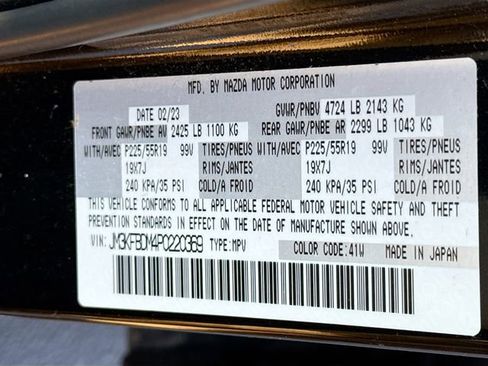 MFD. BY MAZDA MOTOR CORPORATION
DATE 02/23 GVWR/PNBV 4724 LB 2143 KG
FRONT GAWR/PNBE AV 2425 LB 1100 KG REAR GAWR/PNBE AR 2299 LB 1043 KG
WITH/AVEC P225/55R19 99V TIRES/PNEUS WITH/AVEC P225/55R19 99V TIRES/PNEUS
19X7J RIMS/JANTES 19X7J RIMS/JANTES
240 KPA/35 PSI COLD/A FROID 240 KPA/35 PSI COLD/A FROID
THIS VEHICLE CONFORMS TO ALL APPLICABLE FEDERAL MOTOR VEHICLE SAFETY AND THEFT
PREVENTION STANDARDS IN EFFECT ON THE DATE OF MANUFACTURE SHOWN ABOVE.
VIN: JM3KFBDM4P0220369 TYPE: MPV COLOR CODE: 41W MADE IN JAPAN